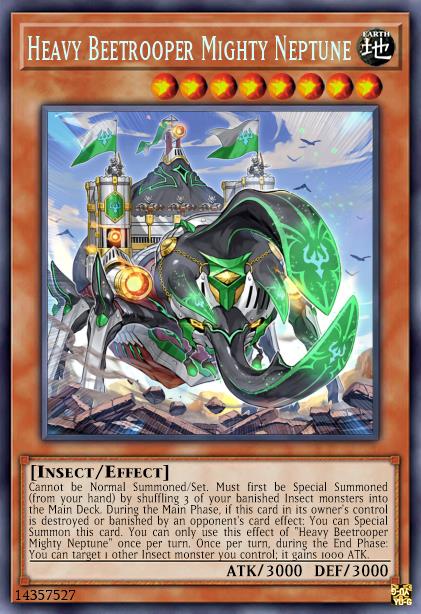 HEAVY BEETROOPER MIGHTY NEPTUNE
EARTH
地
[INSECT/EFFECT]
Cannot be Normal Summoned/Set. Must first be Special Summoned
(from your hand) by shuffling 3 of your banished Insect monsters into
the Main Deck. During the Main Phase, if this card in its owner's control
is destroyed or banished by an opponent's card effect: You can Special
Summon this card. You can only use this effect of "Heavy Beetrooper
Mighty Neptune" once per turn. Once per turn, during the End Phase:
You can target 1 other Insect monster you control; it gains 1000 ATK.
ATK/3000 DEF/3000
14357527